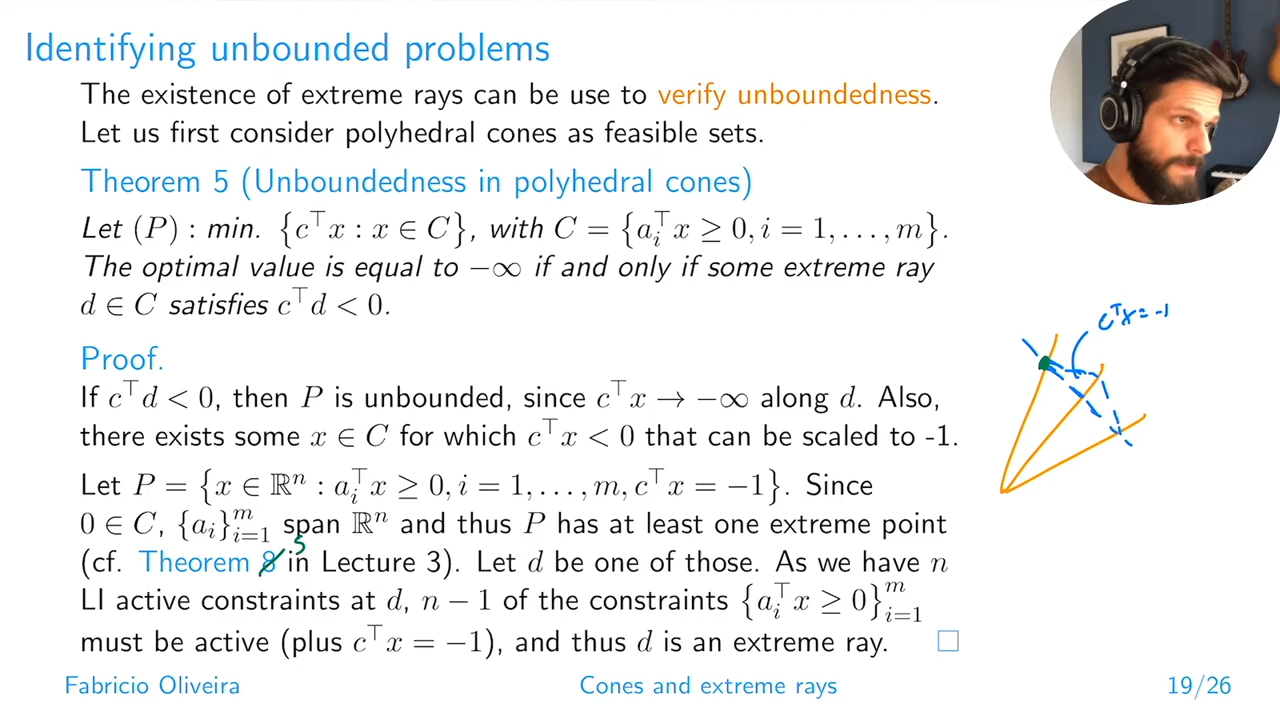 Identifying unbounded problems
The existence of extreme rays can be use to verify unboundedness.
Let us first consider polyhedral cones as feasible sets.
Theorem 5 (Unboundedness in polyhedral cones)
Let (P) : min. {c⊤x : x ∈ C}, with C = {a_i⊤x ≥ 0, i = 1, . . . , m}.
The optimal value is equal to −∞ if and only if some extreme ray
d ∈ C satisfies c⊤d < 0.
c⊤x = -1
Proof.
If c⊤d < 0, then P is unbounded, since c⊤x → −∞ along d. Also,
there exists some x ∈ C for which c⊤x < 0 that can be scaled to -1.
Let P = {x ∈ ℝⁿ : a_i⊤x ≥ 0, i = 1, . . . , m, c⊤x = −1}. Since
0 ∈ C, {a_i}_{i=1}^m span ℝⁿ and thus P has at least one extreme point
5
(cf. Theorem 8 in Lecture 3). Let d be one of those. As we have n
LI active constraints at d, n − 1 of the constraints {a_i⊤x ≥ 0}_{i=1}^m
must be active (plus c⊤x = −1), and thus d is an extreme ray. □
Fabricio Oliveira Cones and extreme rays 19/26